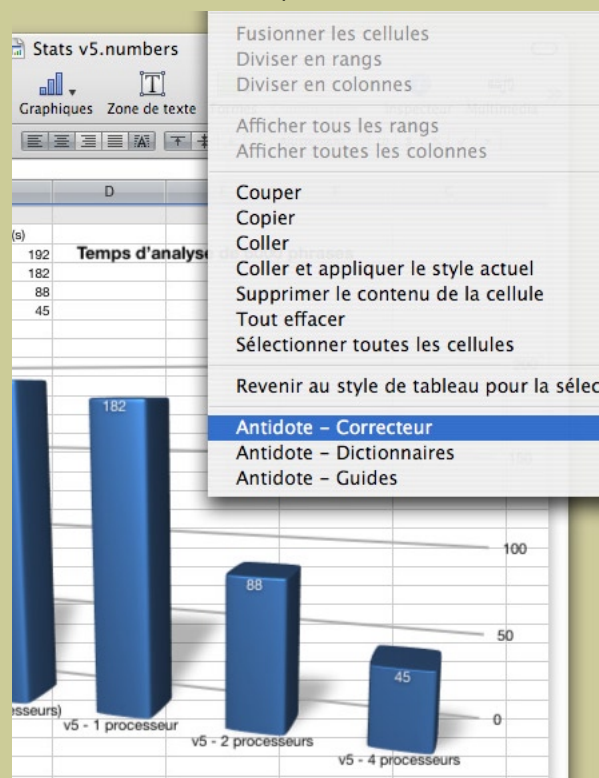 Stats v5.numbers
Graphiques Zone de texte
Fusionner les cellules
Diviser en rangs
Diviser en colonnes
Afficher tous les rangs
Afficher toutes les colonnes
Couper
Copier
Coller
Coller et appliquer le style actuel
Supprimer le contenu de la cellule
Tout effacer
Sélectionner toutes les cellules
Revenir au style de tableau pour la sélec
Antidote – Correcteur
Antidote – Dictionnaires
Antidote – Guides
D
(s)
192
182
88
45
Temps d'analyse
182
88
45
150
100
50
0
esseurs)
v5 - 1 processeur
v5 - 2 processeurs
v5 - 4 processeurs